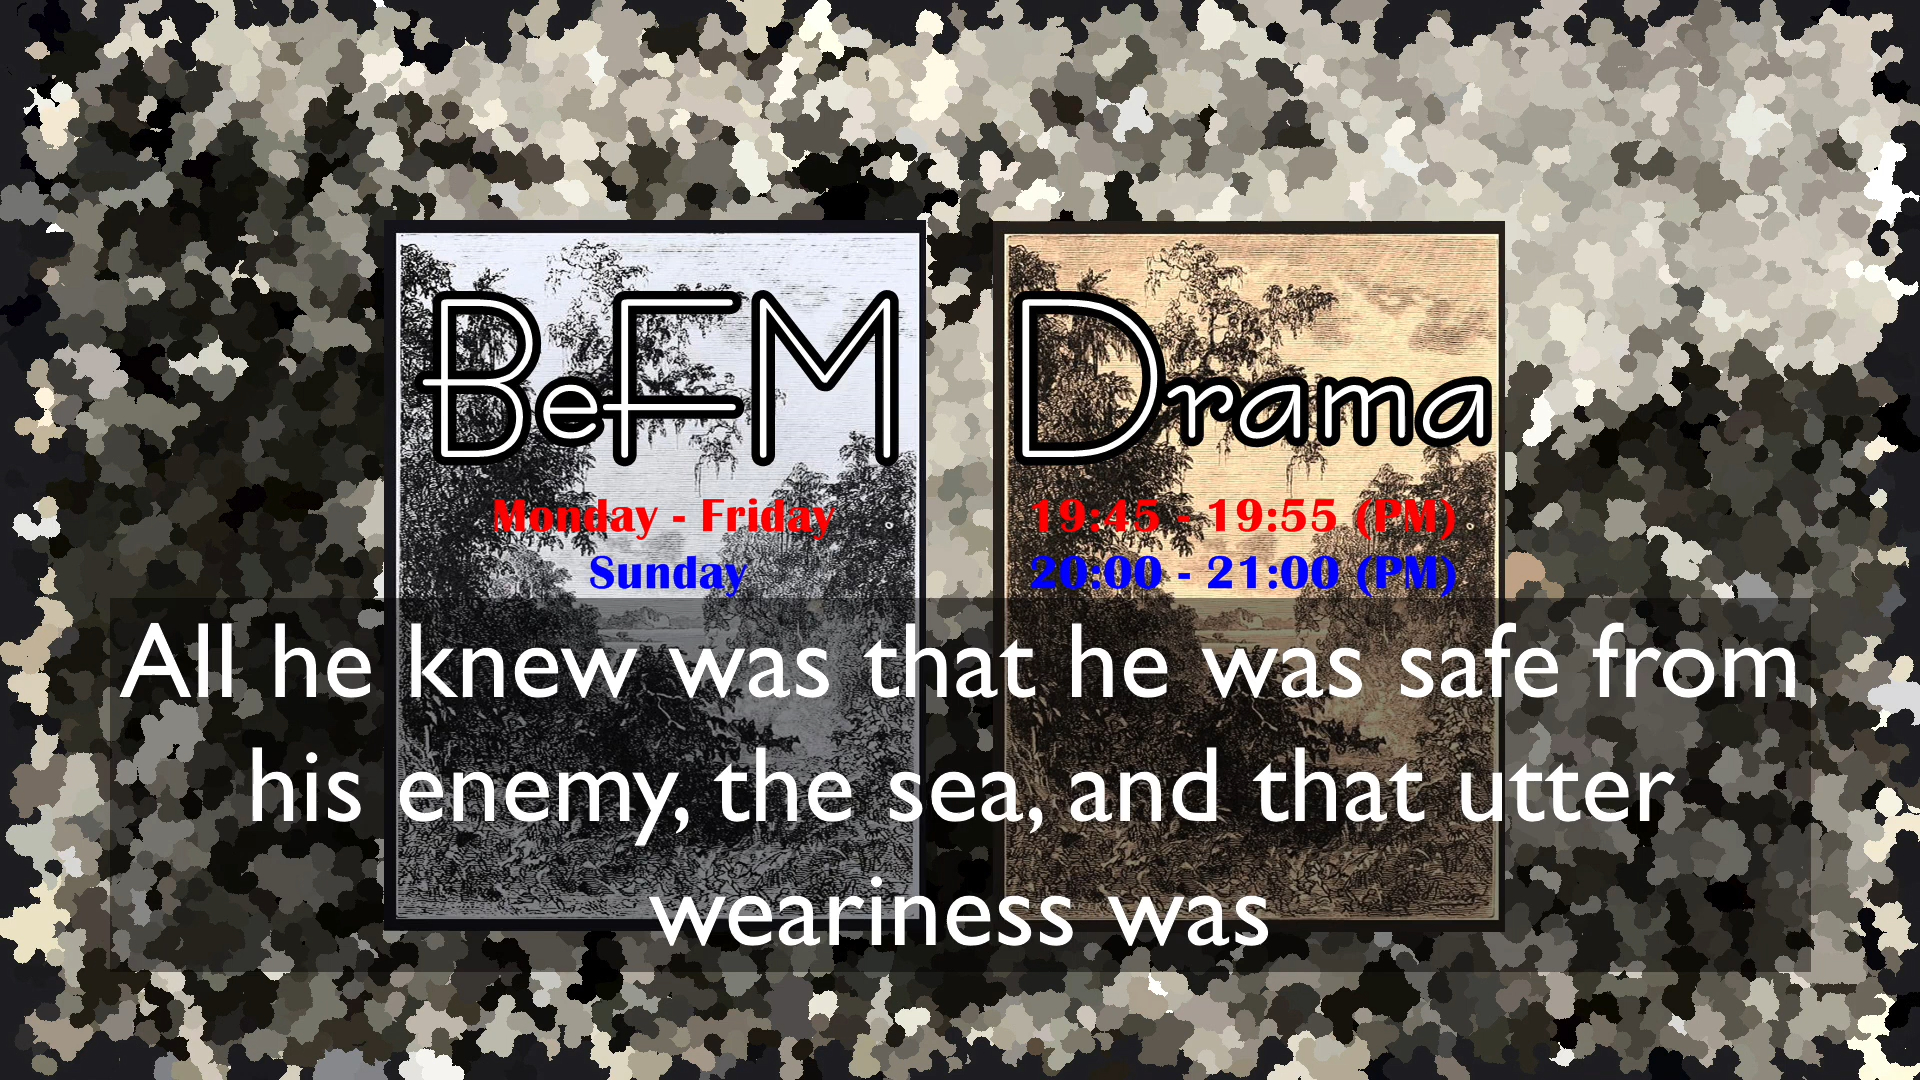 BeFM Drama
Monday - Friday 19:45 - 19:55 (PM)
Sunday 20:00 - 21:00 (PM)
All he knew was that he was safe from
his enemy, the sea, and that utter
weariness was